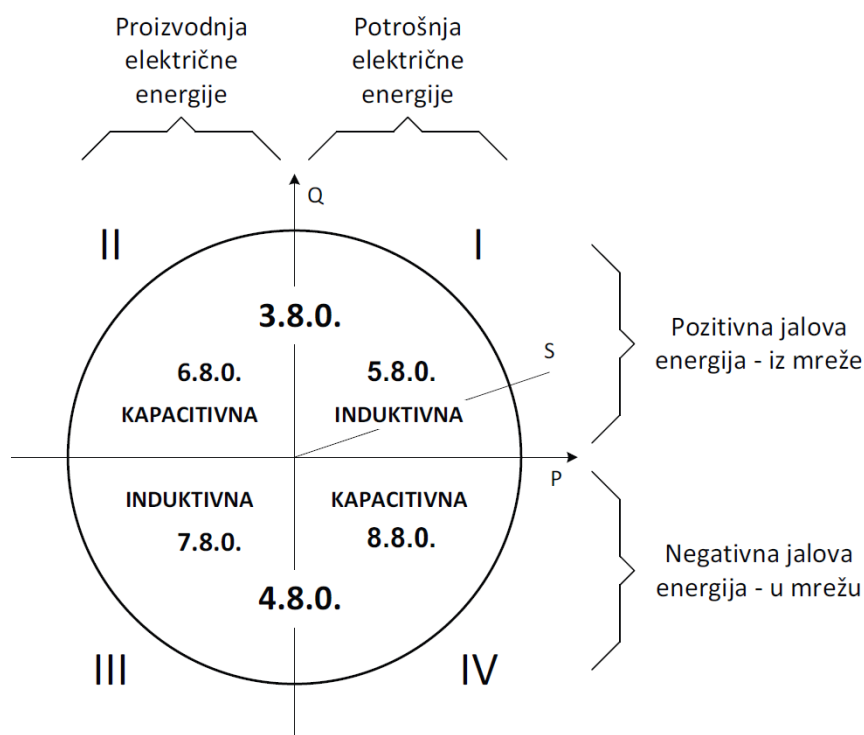 Proizvodnja
električne
energije
Potrošnja
električne
energije
Q
II
I
3.8.0.
Pozitivna jalova
energija - iz mreže
S
6.8.0.
5.8.0.
KAPACITIVNA
INDUKTIVNA
P
INDUKTIVNA
KAPACITIVNA
7.8.0.
8.8.0.
Negativna jalova
energija - u mrežu
4.8.0.
III
IV